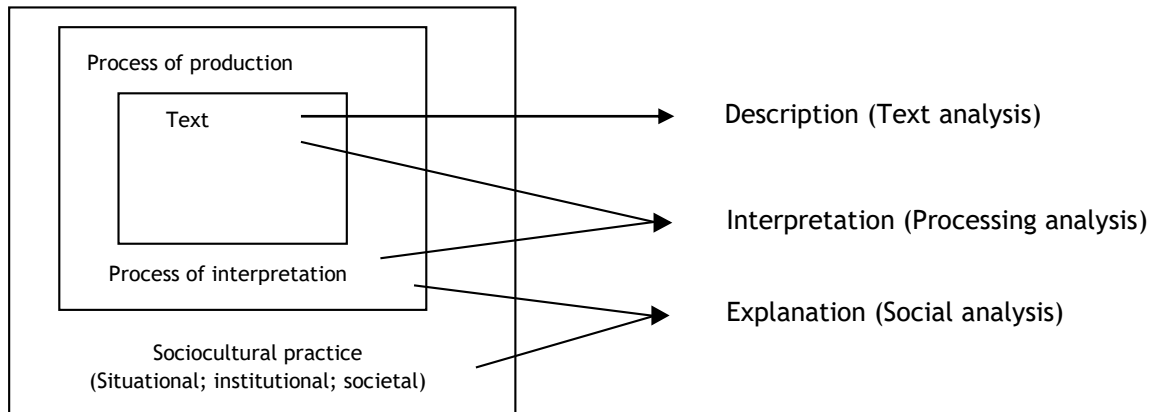 Process of production
Text
Description (Text analysis)
Interpretation (Processing analysis)
Process of interpretation
Explanation (Social analysis)
Sociocultural practice
(Situational; institutional; societal)